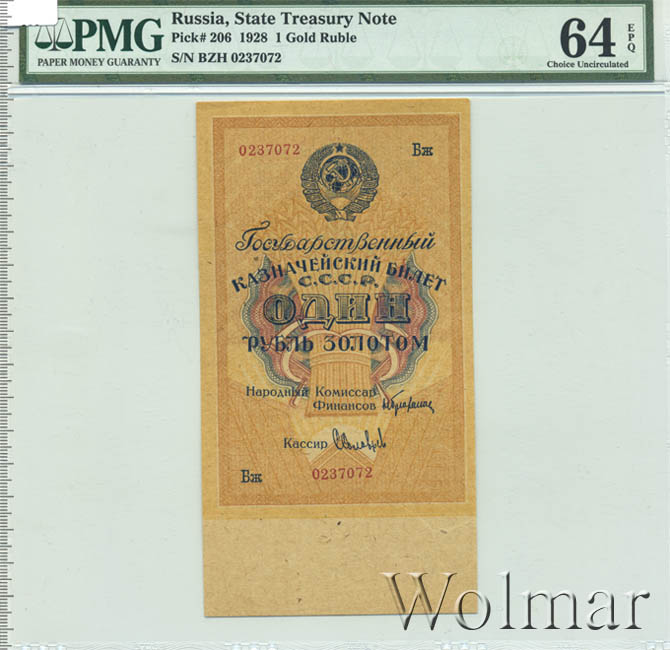 PMG
PAPER MONEY GUARANTY
Russia, State Treasury Note
Pick# 206 1928 1 Gold Ruble
S/N BZH 0237072
64 EPQ
Choice Uncirculated
0237072 Бж
Государственный
КАЗНАЧЕЙСКИЙ БИЛЕТ
С.С.С.Р.
ОДИН
РУБЛЬ ЗОЛОТОМ
Народный Комиссар
Финансов
Кассир
Бж 0237072
Wolmar